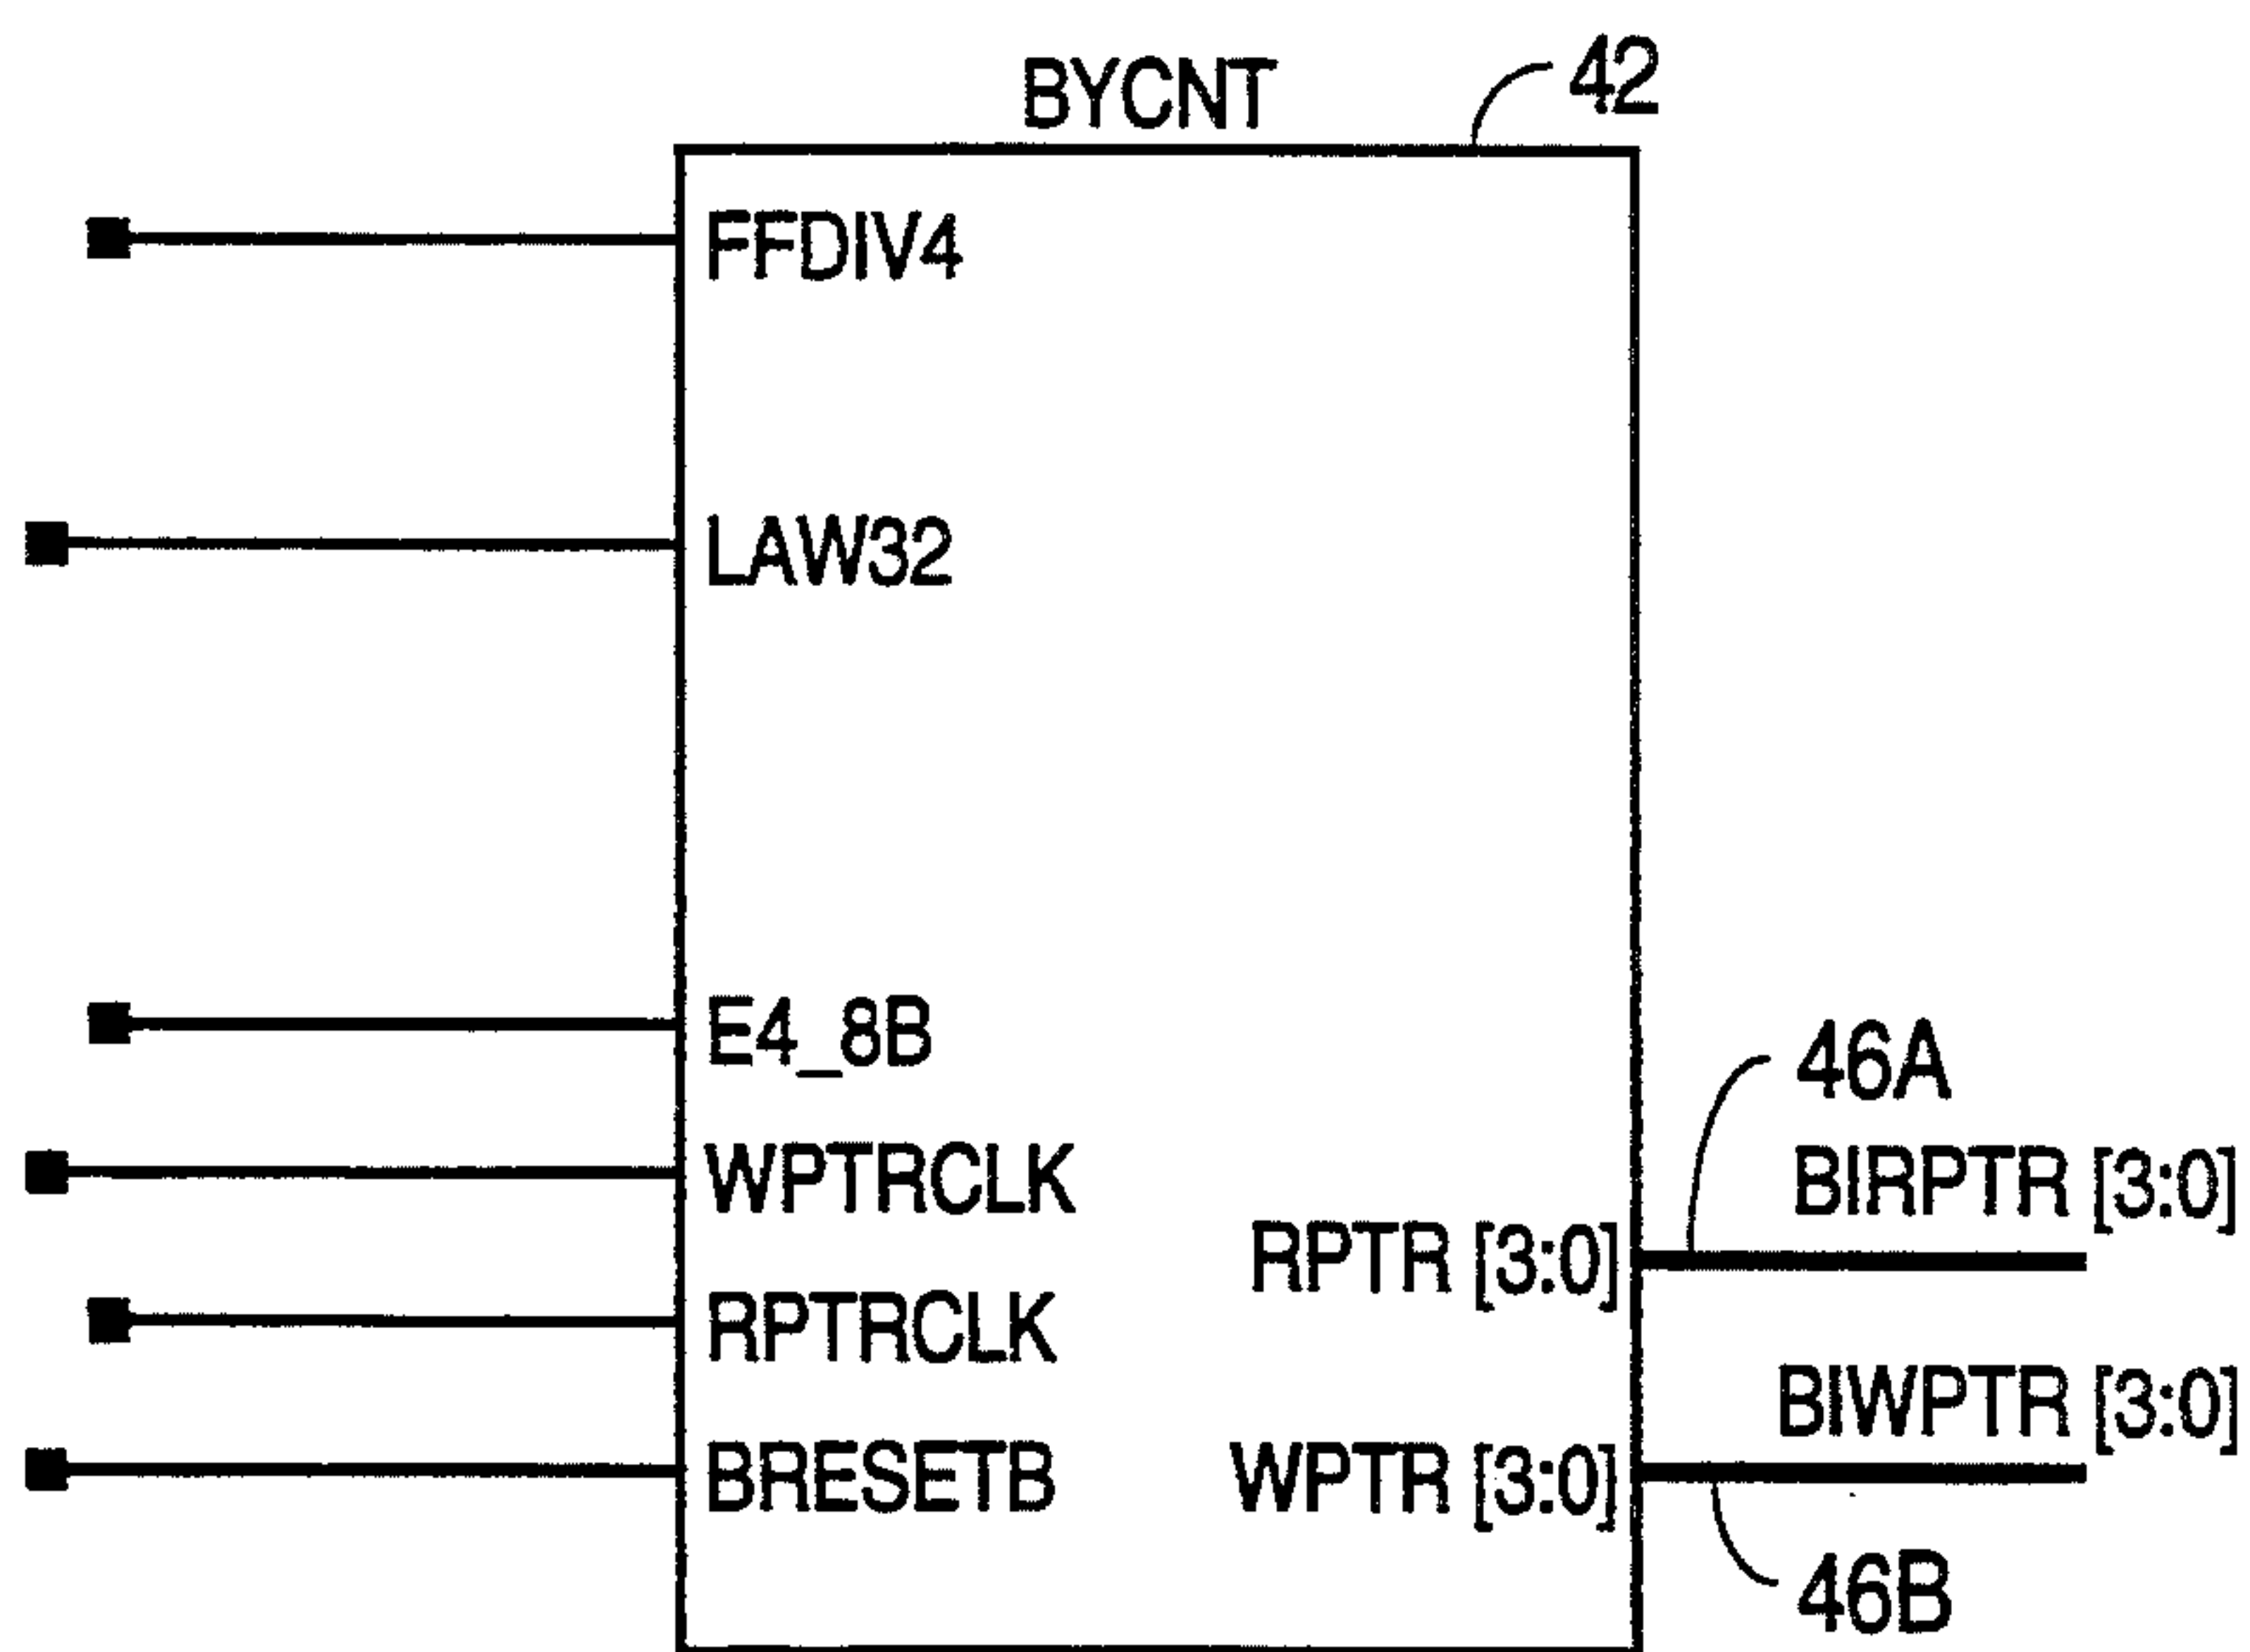 BYCNT
42
FFDIV4
LAW32
E4_8B
46A
WPTRCLK
BIRPTR [3:0]
RPTR [3:0]
RPTRCLK
BIWPTR [3:0]
BRESETB
WPTR [3:0]
46B